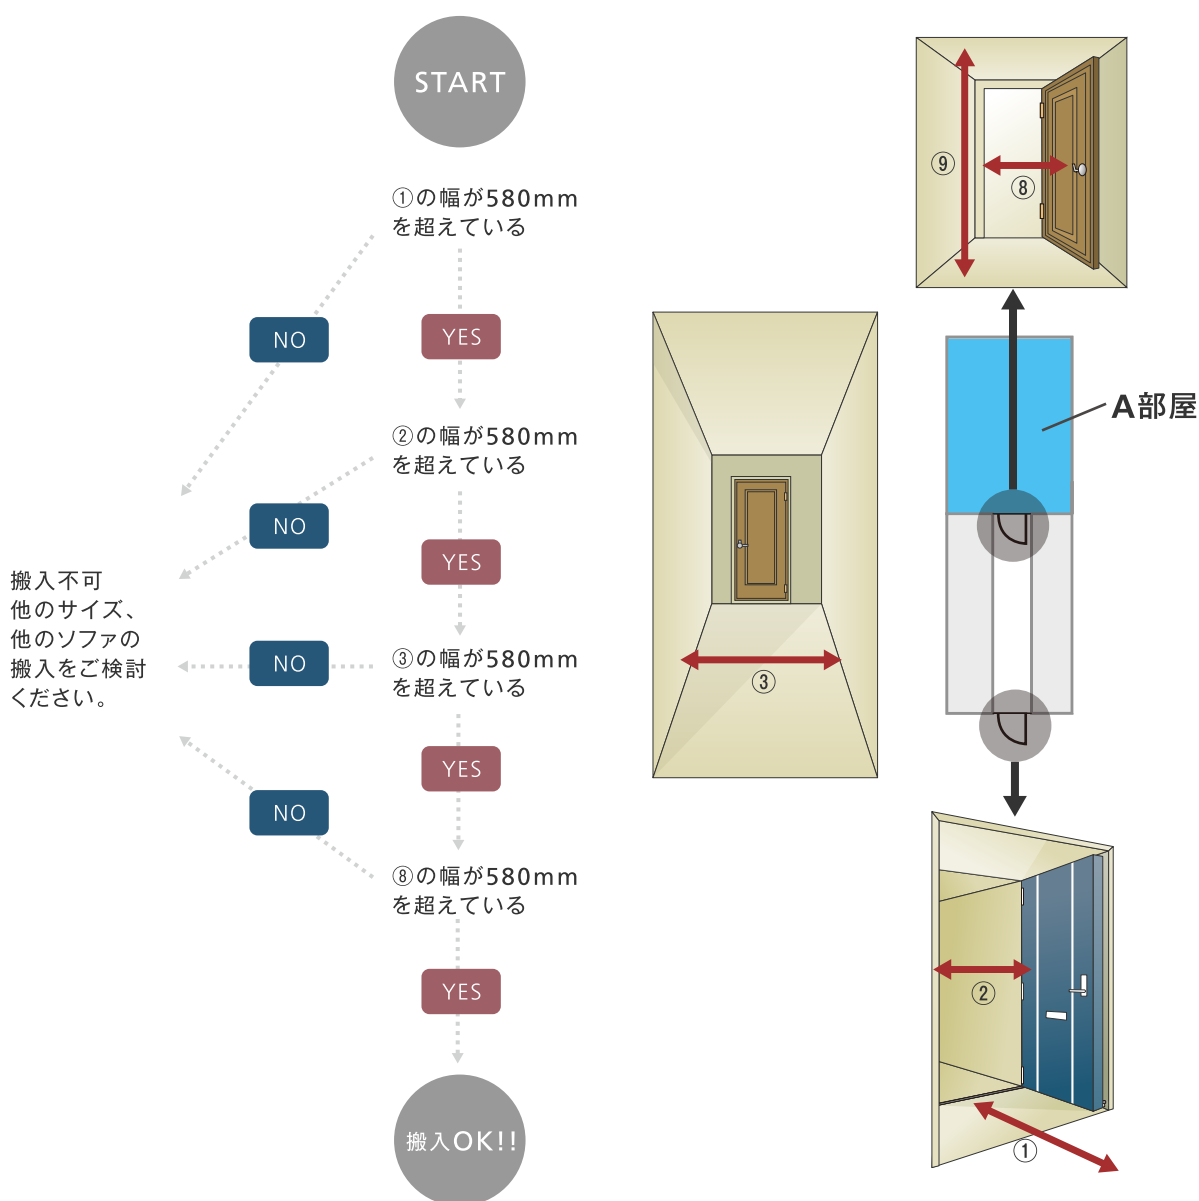 START
①の幅が580mm
を超えている
NO
YES
②の幅が580mm
を超えている
NO
YES
搬入不可
他のサイズ、
他のソファの
搬入をご検討
ください。
③の幅が580mm
を超えている
NO
YES
⑧の幅が580mm
を超えている
NO
YES
搬入OK!!
③
⑨
⑧
A部屋
②
①